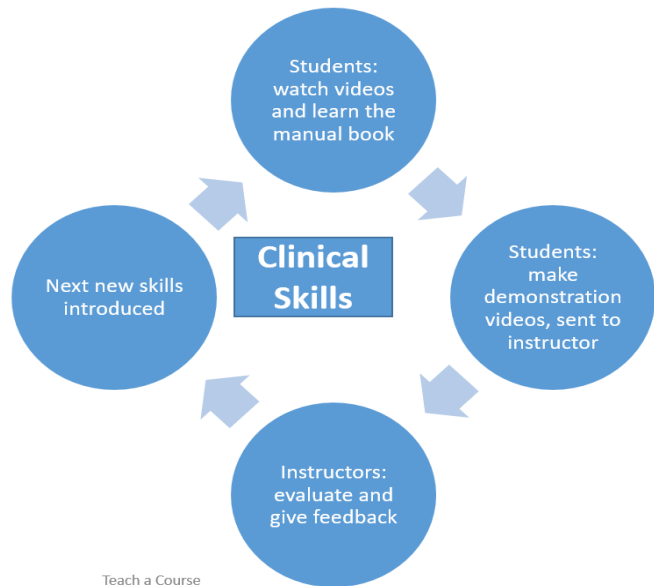 Students:
watch videos
and learn the
manual book
Clinical
Skills
Students:
make
demonstration
videos, sent to
instructor
Next new skills
introduced
Instructors:
evaluate and
give feedback
Teach a Course